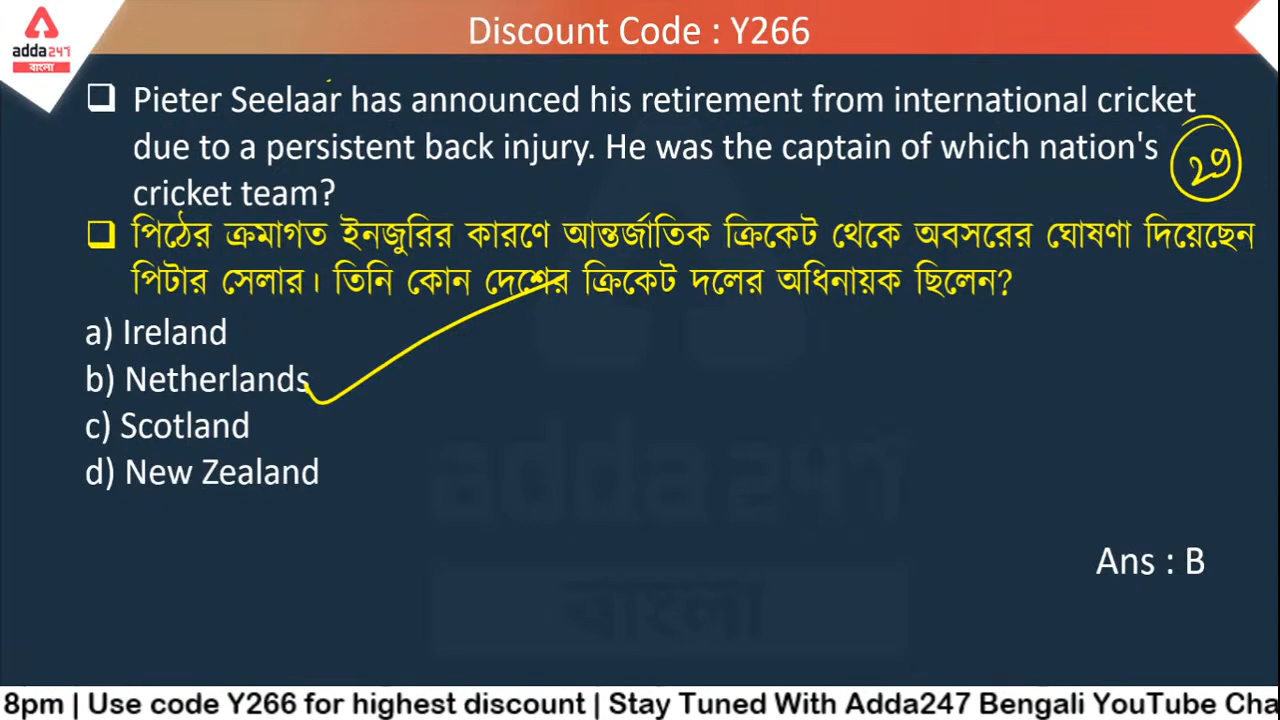 Discount Code : Y266
adda247
বাংলা
Pieter Seelaar has announced his retirement from international cricket
due to a persistent back injury. He was the captain of which nation's
cricket team?
পিঠের ক্রমাগত ইনজুরির কারণে আন্তর্জাতিক ক্রিকেট থেকে অবসরের ঘোষণা দিয়েছেন
পিটার সেলার। তিনি কোন দেশের ক্রিকেট দলের অধিনায়ক ছিলেন?
a) Ireland
b) Netherlands
c) Scotland
d) New Zealand
adda247
বাংলা
Ans : B
8pm | Use code Y266 for highest discount | Stay Tuned With Adda247 Bengali YouTube Cha